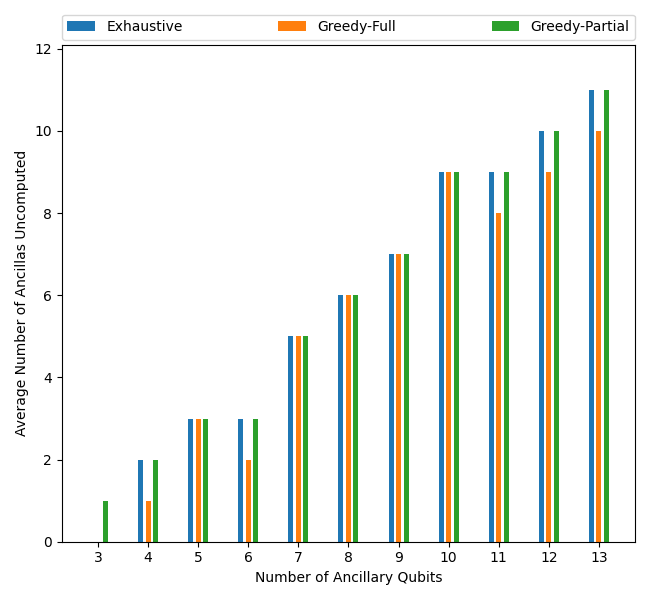 Exhaustive Greedy-Full Greedy-Partial
12
10
8
6
4
2
0
Average Number of Ancillas Uncomputed
3 4 5 6 7 8 9 10 11 12 13
Number of Ancillary Qubits